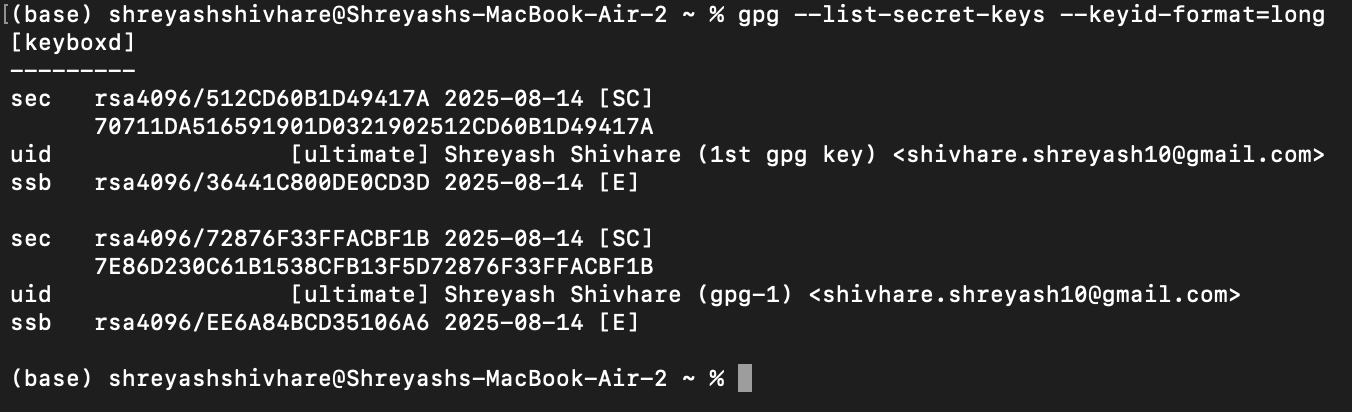 (base) shreyashshivhare@Shreyashs-MacBook-Air-2 ~ % gpg --list-secret-keys --keyid-format=long
[keyboxd]
---------
sec   rsa4096/512CD60B1D49417A 2025-08-14 [SC]
      70711DA516591901D0321902512CD60B1D49417A
uid                 [ultimate] Shreyash Shivhare (1st gpg key) <shivhare.shreyash10@gmail.com>
ssb   rsa4096/36441C800DE0CD3D 2025-08-14 [E]

sec   rsa4096/72876F33FFACBF1B 2025-08-14 [SC]
      7E86D230C61B1538CFB13F5D72876F33FFACBF1B
uid                 [ultimate] Shreyash Shivhare (gpg-1) <shivhare.shreyash10@gmail.com>
ssb   rsa4096/EE6A84BCD35106A6 2025-08-14 [E]

(base) shreyashshivhare@Shreyashs-MacBook-Air-2 ~ %